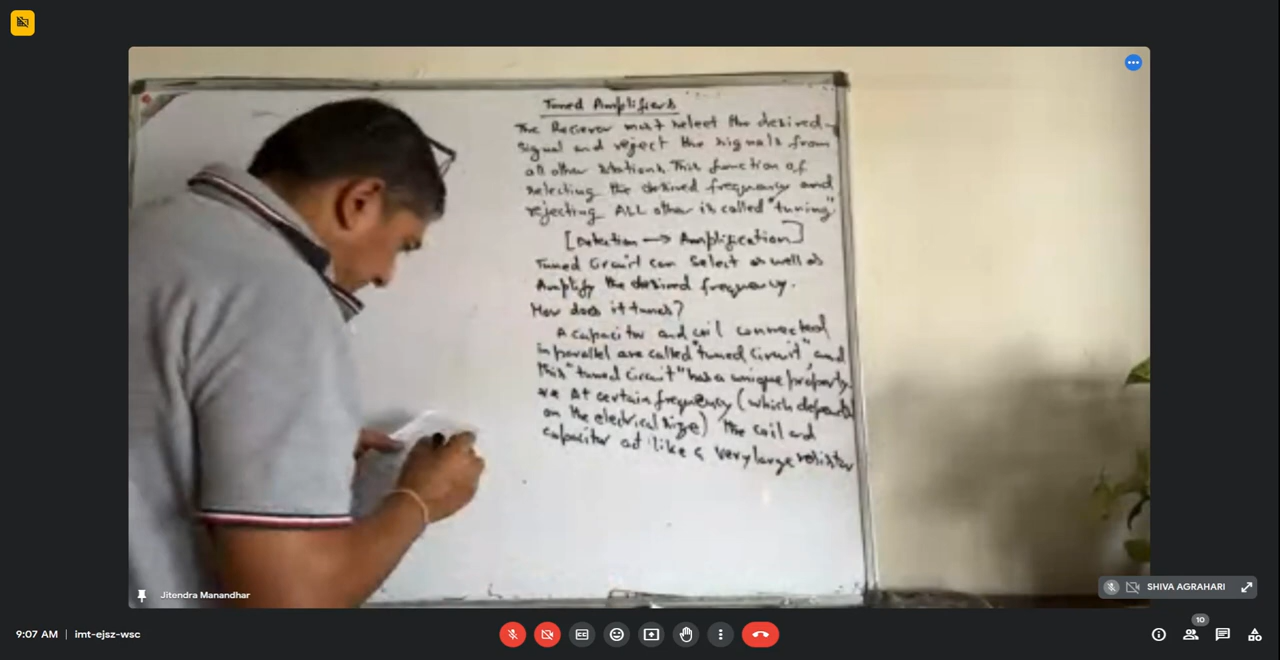 Tuned Amplifiers
The Reciever must select the desired
signal and reject the signals from
all other stations. This function of
selecting the desired frequency and
rejecting ALL other is called "tuning".
[Detection → Amplification]
Tuned Circuit can select as well as
Amplify the desired frequency.
How does it tunes?
A capacitor and coil connected
in parallel are called "tuned circuit", and
this "tuned circuit" has a unique property
At certain frequency (which depends
on the electrical size) the coil and
capacitor act like a very large resistor
Jitendra Manandhar
SHIVA AGRAHARI
9:07 AM | imt-ejsz-wsc
10